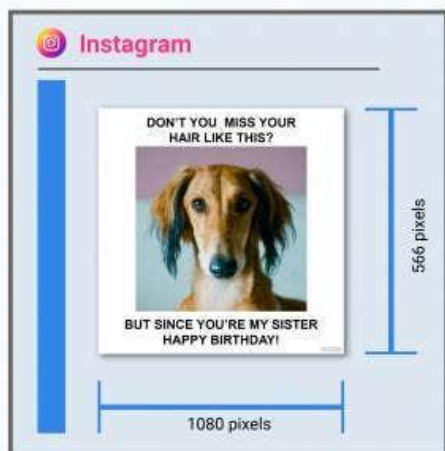 Instagram
DON'T YOU MISS YOUR
HAIR LIKE THIS?
BUT SINCE YOU'RE MY SISTER
HAPPY BIRTHDAY!
566 pixels
1080 pixels